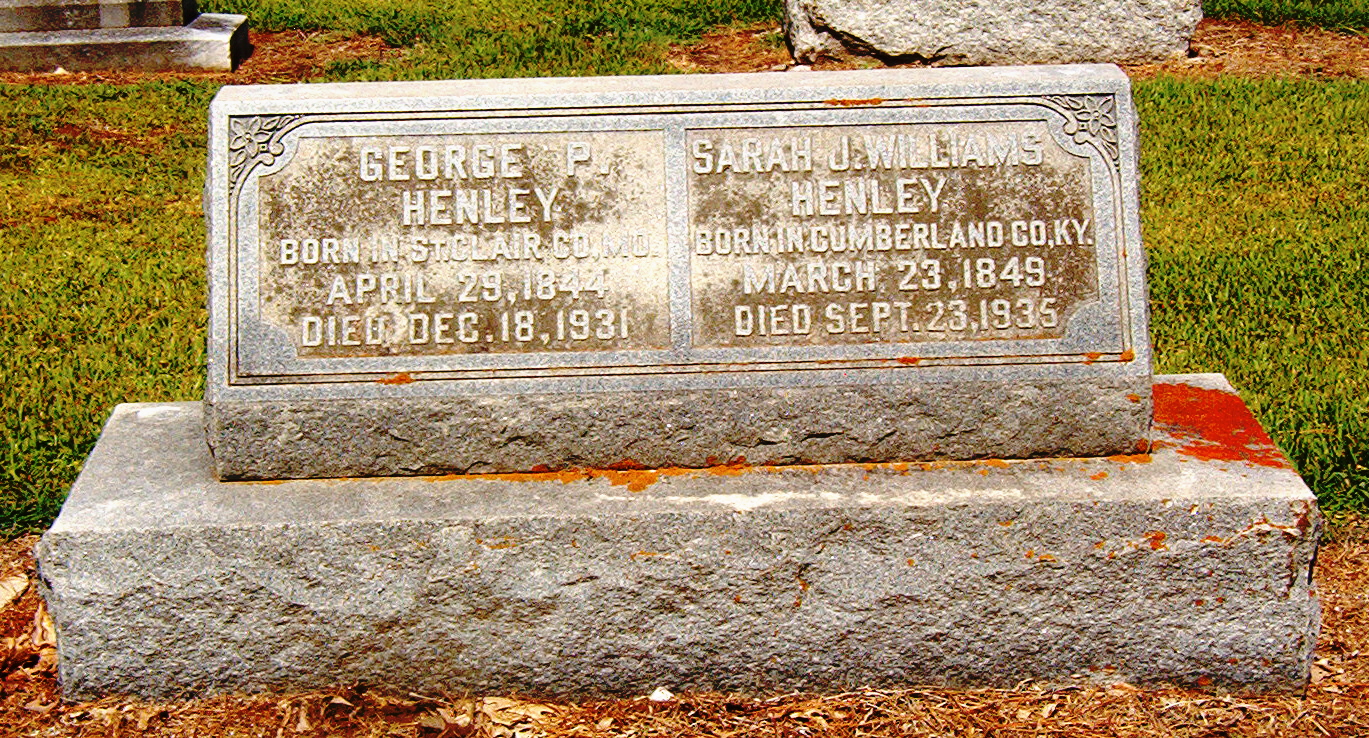 GEORGE P.
HENLEY
BORN IN ST.CLAIR CO,MO.
APRIL 29,1844
DIED DEC.18,1931
SARAH J.WILLIAMS
HENLEY
BORN IN CUMBERLAND CO,KY.
MARCH 23,1849
DIED SEPT.23,1935